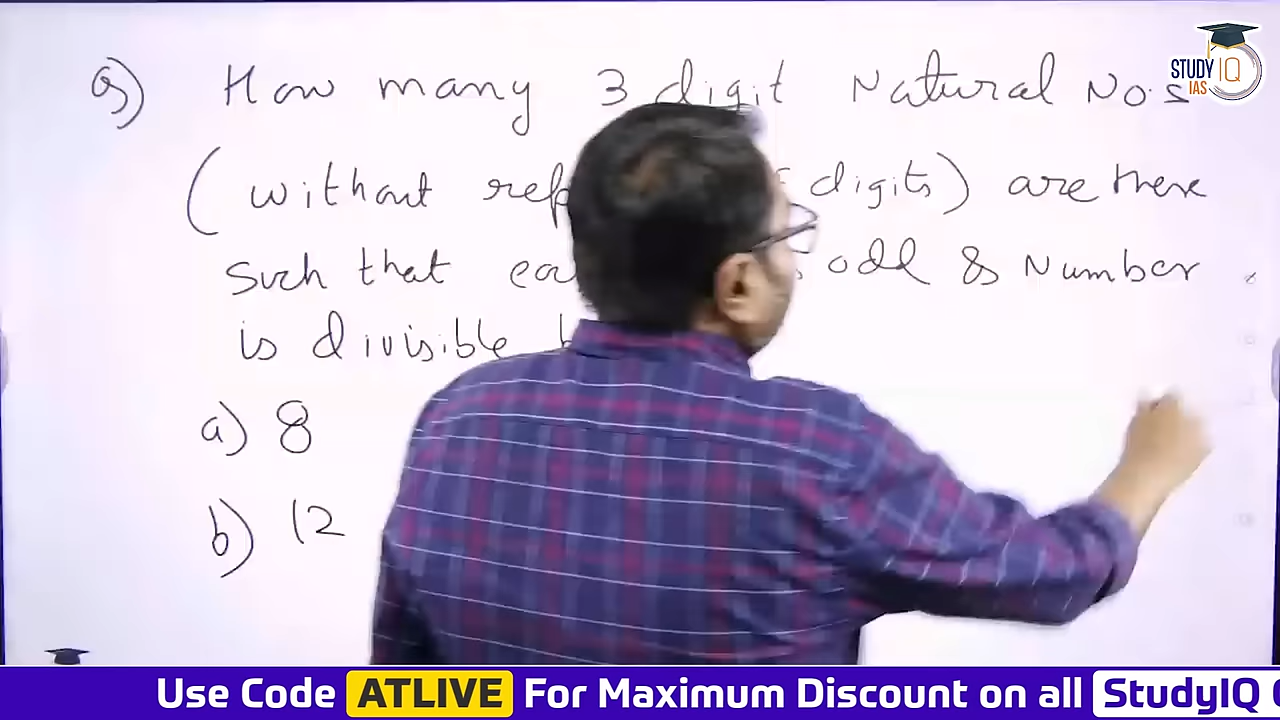 Q) How many 3 digit Natural No.s
(without rep digits) are there
Such that odd & Number
is divisible
a) 8
b) 12
STUDY IQ
IAS
Use Code ATLIVE For Maximum Discount on all StudyIQ